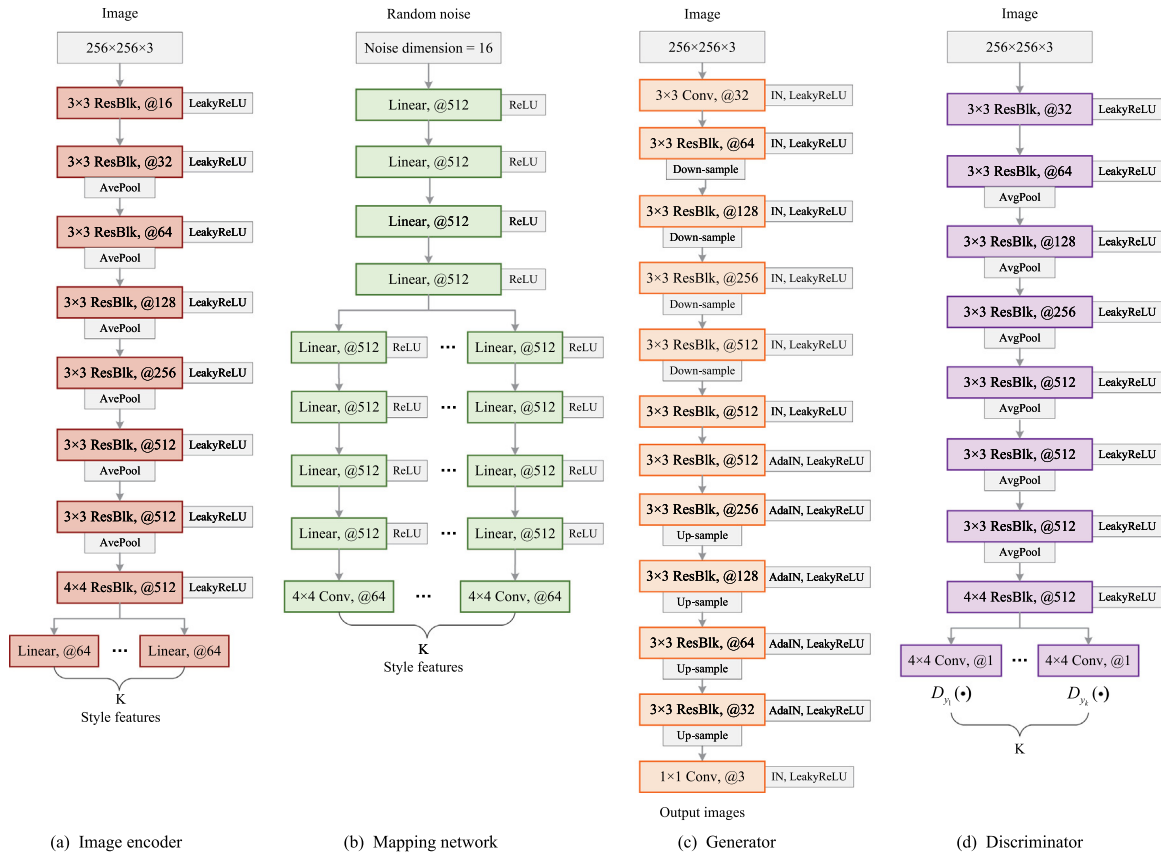 Image
256×256×3
3×3 ResBlk, @16
LeakyReLU
3×3 ResBlk, @32
LeakyReLU
AvePool
3×3 ResBlk, @64
LeakyReLU
AvePool
3×3 ResBlk, @128
LeakyReLU
AvePool
3×3 ResBlk, @256
LeakyReLU
AvePool
3×3 ResBlk, @512
LeakyReLU
AvePool
3×3 ResBlk, @512
LeakyReLU
AvePool
4×4 ResBlk, @512
LeakyReLU
Linear, @64 ... Linear, @64
K
Style features
(a) Image encoder
Random noise
Noise dimension = 16
Linear, @512
ReLU
Linear, @512
ReLU
Linear, @512
ReLU
Linear, @512
ReLU
Linear, @512 ReLU ... Linear, @512 ReLU
Linear, @512 ReLU ... Linear, @512 ReLU
Linear, @512 ReLU ... Linear, @512 ReLU
Linear, @512 ReLU ... Linear, @512 ReLU
4×4 Conv, @64 ... 4×4 Conv, @64
K
Style features
(b) Mapping network
Image
256×256×3
3×3 Conv, @32
IN, LeakyReLU
3×3 ResBlk, @64
IN, LeakyReLU
Down-sample
3×3 ResBlk, @128
IN, LeakyReLU
Down-sample
3×3 ResBlk, @256
IN, LeakyReLU
Down-sample
3×3 ResBlk, @512
IN, LeakyReLU
Down-sample
3×3 ResBlk, @512
IN, LeakyReLU
3×3 ResBlk, @512
AdaIN, LeakyReLU
3×3 ResBlk, @256
AdaIN, LeakyReLU
Up-sample
3×3 ResBlk, @128
AdaIN, LeakyReLU
Up-sample
3×3 ResBlk, @64
AdaIN, LeakyReLU
Up-sample
3×3 ResBlk, @32
AdaIN, LeakyReLU
Up-sample
1×1 Conv, @3
IN, LeakyReLU
Output images
(c) Generator
Image
256×256×3
3×3 ResBlk, @32
LeakyReLU
3×3 ResBlk, @64
LeakyReLU
AvgPool
3×3 ResBlk, @128
LeakyReLU
AvgPool
3×3 ResBlk, @256
LeakyReLU
AvgPool
3×3 ResBlk, @512
LeakyReLU
AvgPool
3×3 ResBlk, @512
LeakyReLU
AvgPool
3×3 ResBlk, @512
LeakyReLU
AvgPool
4×4 ResBlk, @512
LeakyReLU
4×4 Conv, @1 ... 4×4 Conv, @1
D_{y_1}(•) D_{y_k}(•)
K
(d) Discriminator